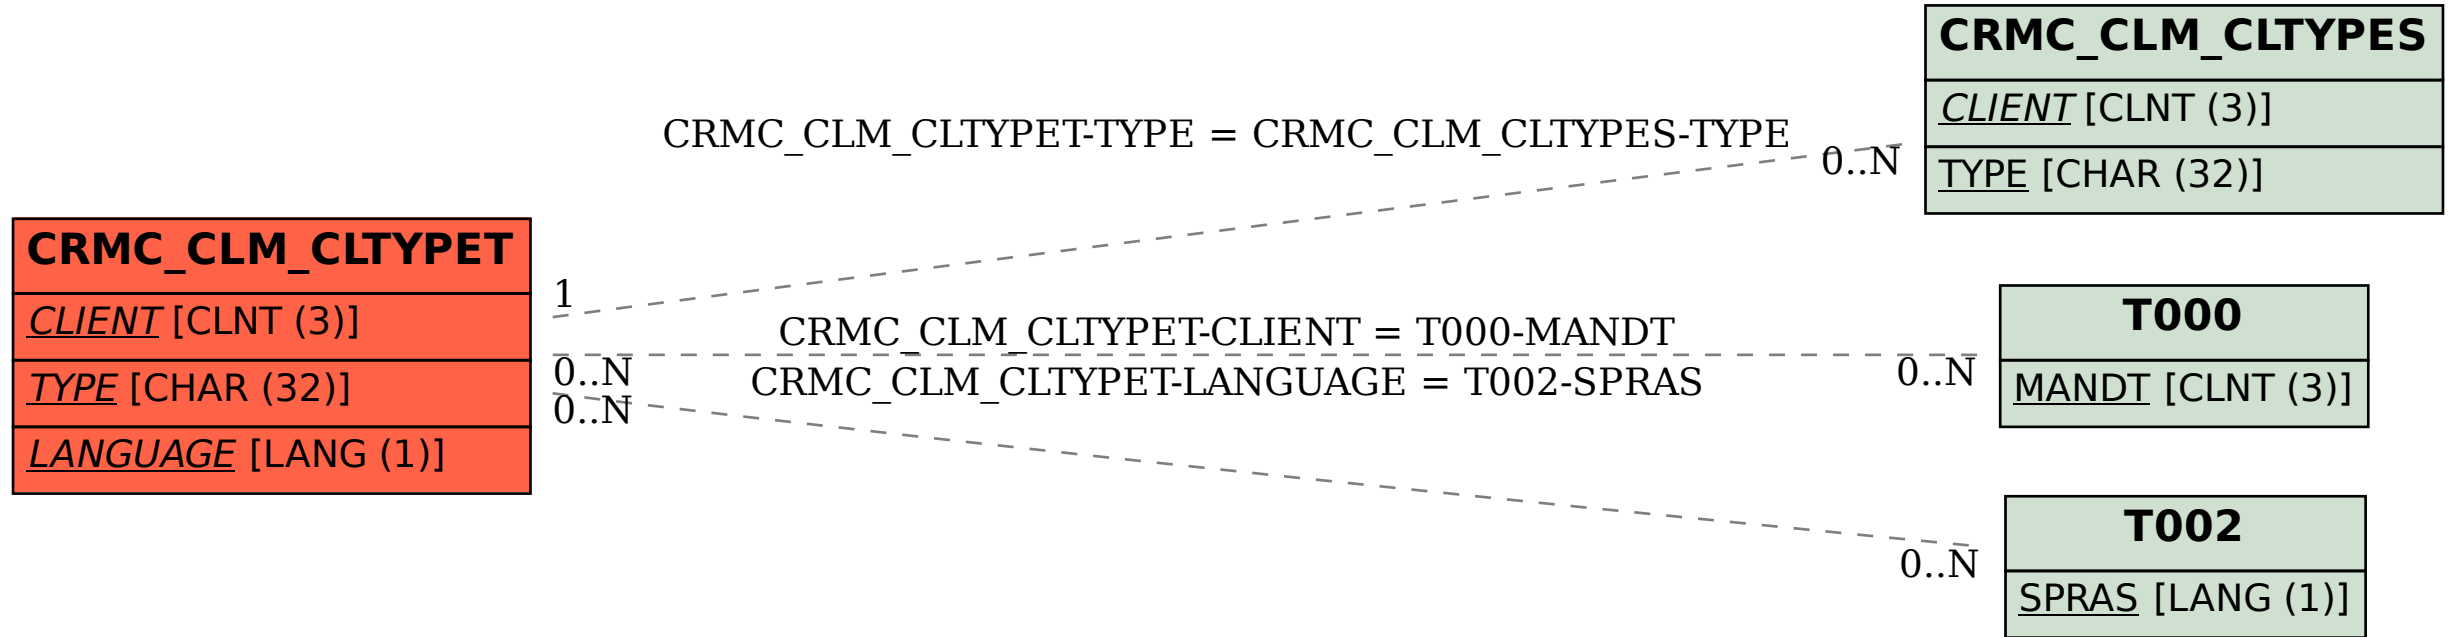 CRMC_CLM_CLTYPES
CLIENT [CLNT (3)]
TYPE [CHAR (32)]
CRMC_CLM_CLTYPET-TYPE = CRMC_CLM_CLTYPES-TYPE
0..N
CRMC_CLM_CLTYPET
CLIENT [CLNT (3)]
TYPE [CHAR (32)]
LANGUAGE [LANG (1)]
1
CRMC_CLM_CLTYPET-CLIENT = T000-MANDT
0..N
0..N
CRMC_CLM_CLTYPET-LANGUAGE = T002-SPRAS
0..N
0..N
T000
MANDT [CLNT (3)]
T002
SPRAS [LANG (1)]